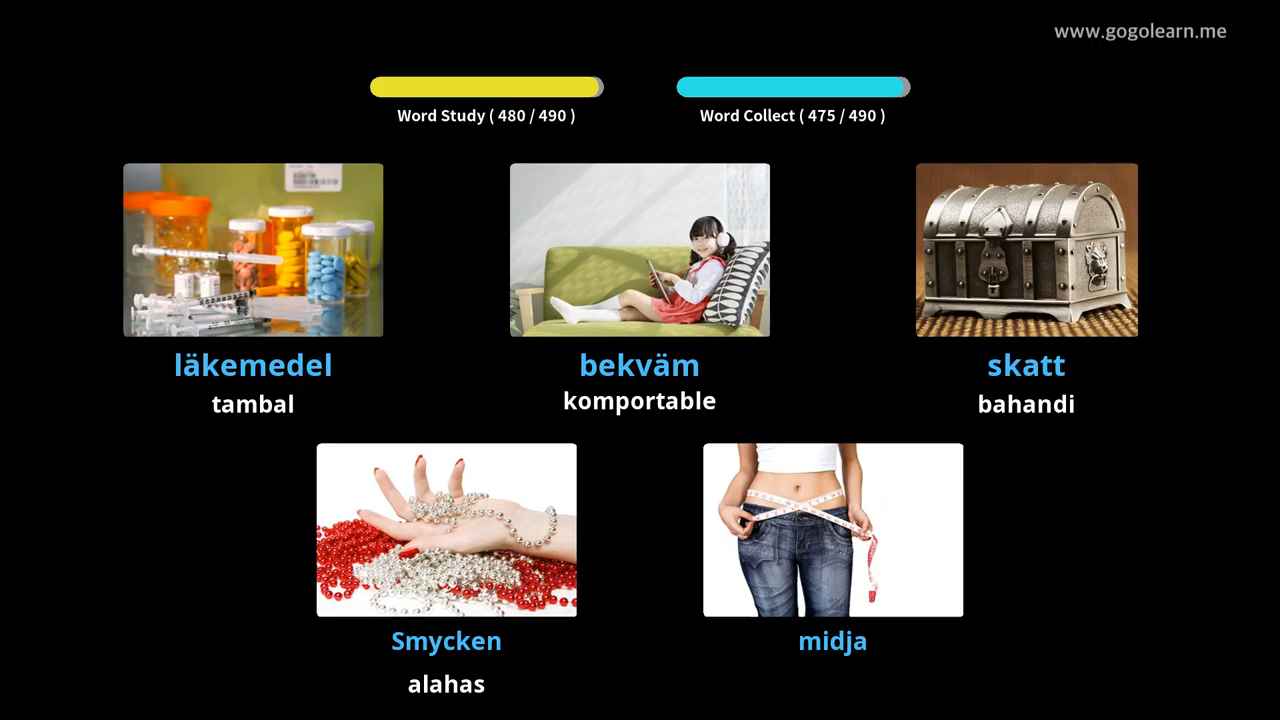 www.gogolearn.me
Word Study ( 480 / 490 )
Word Collect ( 475 / 490 )
läkemedel
bekväm
skatt
tambal
komportable
bahandi
Smycken
midja
alahas